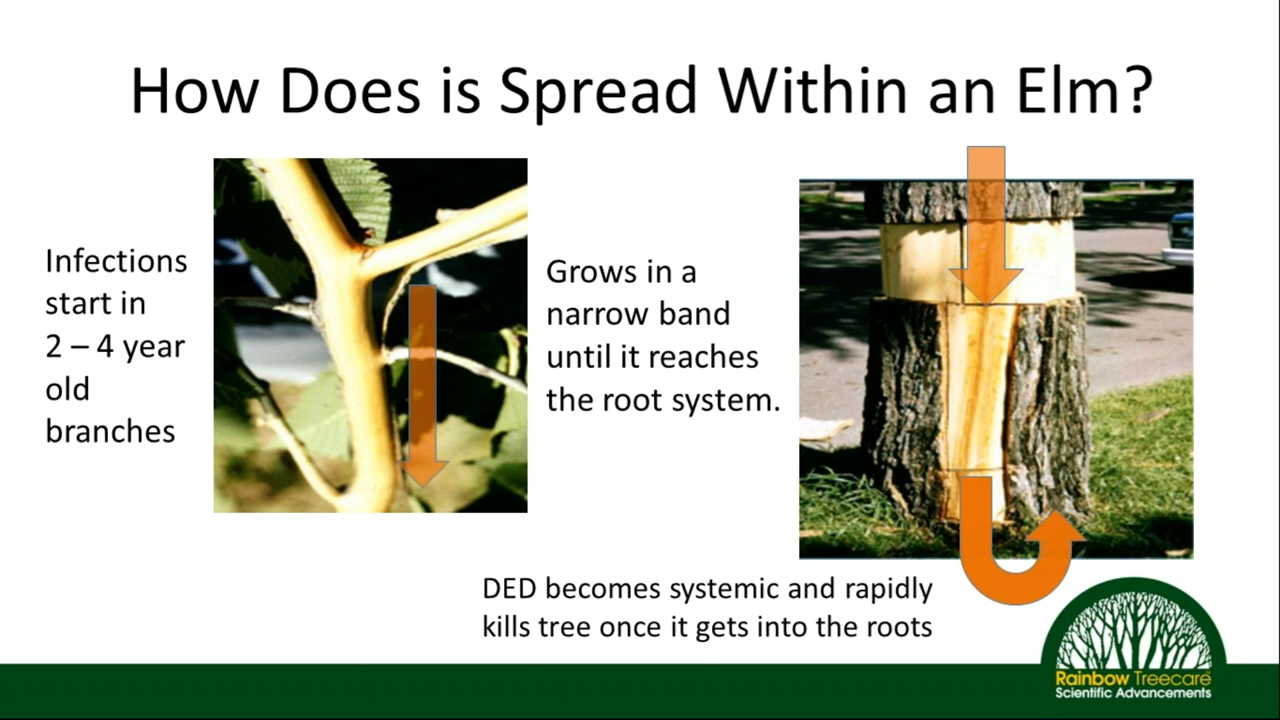 How Does is Spread Within an Elm?
Infections
start in
2 – 4 year
old
branches
Grows in a
narrow band
until it reaches
the root system.
DED becomes systemic and rapidly
kills tree once it gets into the roots
Rainbow Treecare
Scientific Advancements